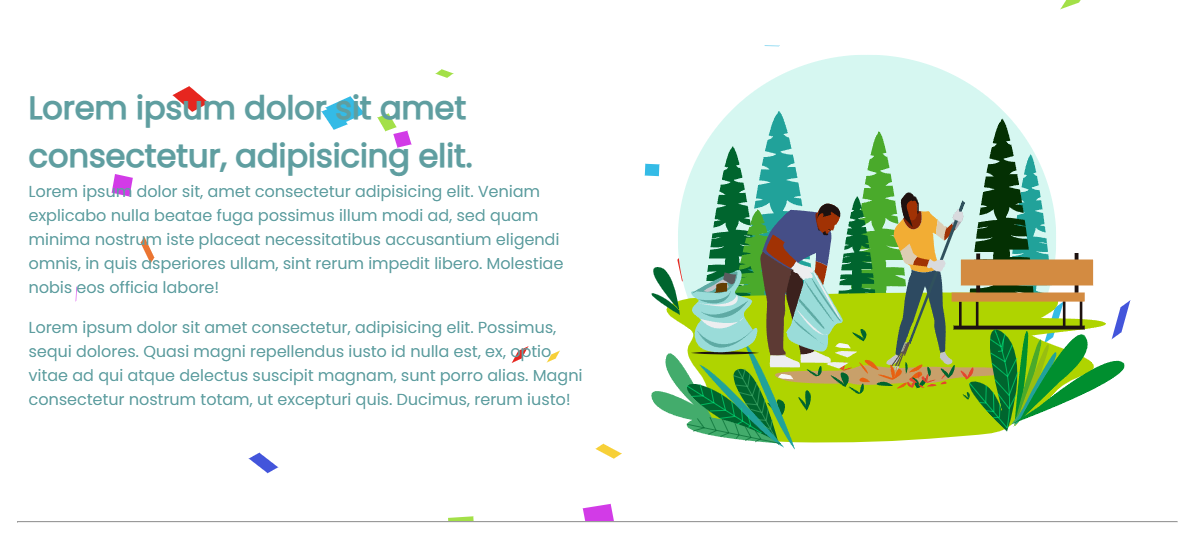 Lorem ipsum dolor sit amet
consectetur, adipisicing elit.
Lorem ipsum dolor sit, amet consectetur adipisicing elit. Veniam
explicabo nulla beatae fuga possimus illum modi ad, sed quam
minima nostrum iste placeat necessitatibus accusantium eligendi
omnis, in quis asperiores ullam, sint rerum impedit libero. Molestiae
nobis eos officia labore!
Lorem ipsum dolor sit amet consectetur, adipisicing elit. Possimus,
sequi dolores. Quasi magni repellendus iusto id nulla est, ex, optio
vitae ad qui atque delectus suscipit magnam, sunt porro alias. Magni
consectetur nostrum totam, ut excepturi quis. Ducimus, rerum iusto!